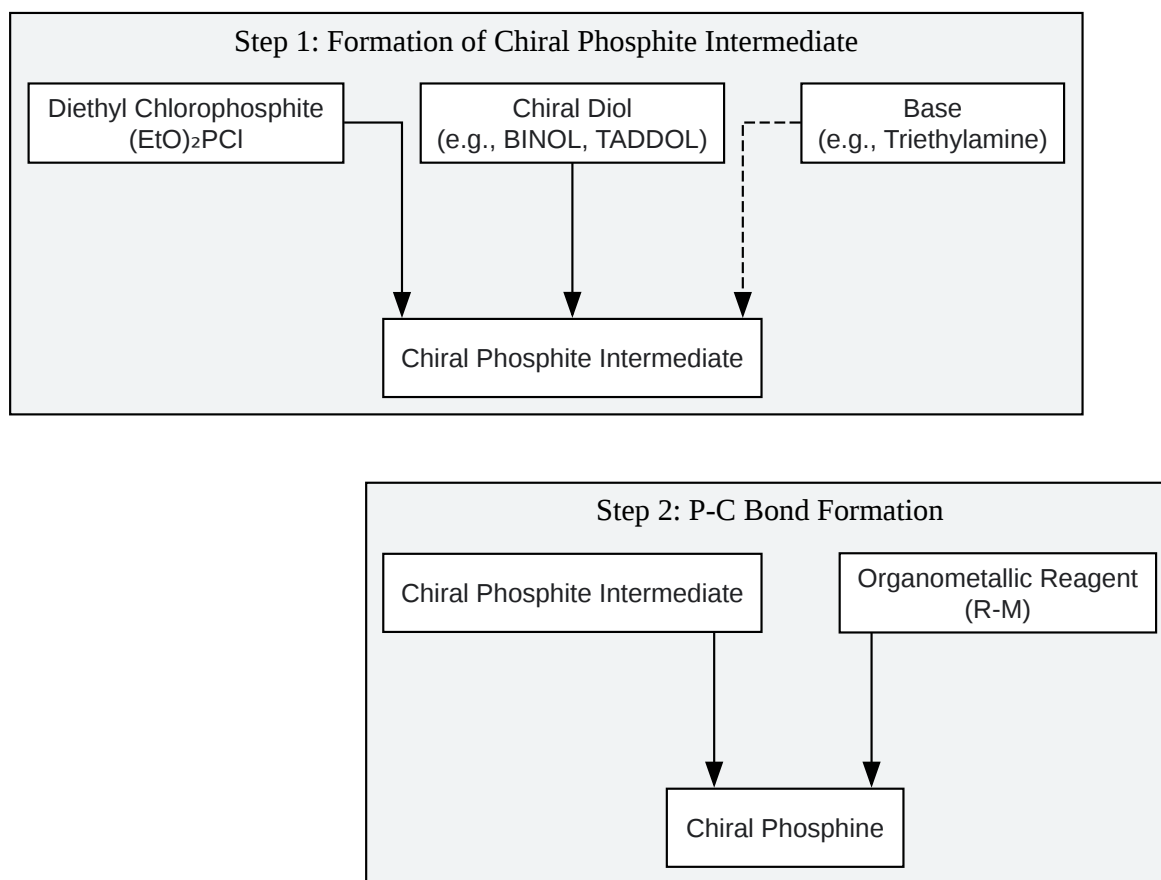 Step 1: Formation of Chiral Phosphite Intermediate
Diethyl Chlorophosphite
(EtO)₂PCl
Chiral Diol
(e.g., BINOL, TADDOL)
Base
(e.g., Triethylamine)
Chiral Phosphite Intermediate
Step 2: P-C Bond Formation
Chiral Phosphite Intermediate
Organometallic Reagent
(R-M)
Chiral Phosphine